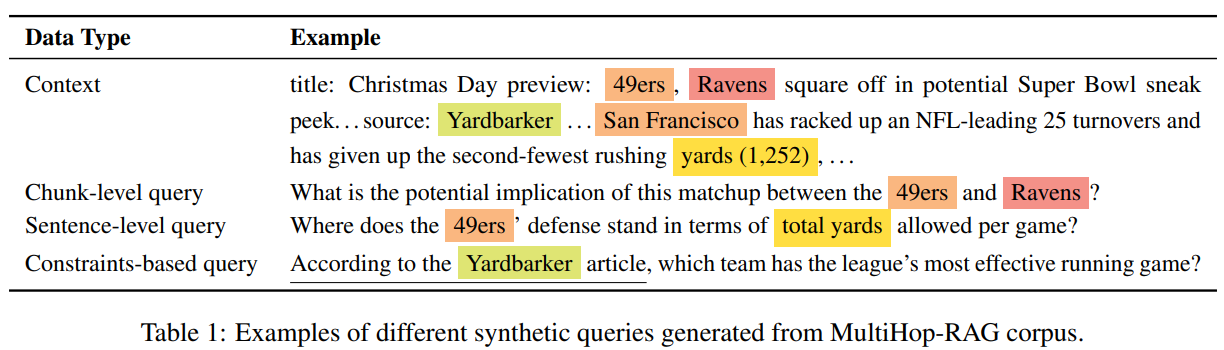 Data Type Example
Context title: Christmas Day preview: 49ers , Ravens square off in potential Super Bowl sneak
peek...source: Yardbarker ... San Francisco has racked up an NFL-leading 25 turnovers and
has given up the second-fewest rushing yards (1,252) , ...
Chunk-level query What is the potential implication of this matchup between the 49ers and Ravens ?
Sentence-level query Where does the 49ers ’ defense stand in terms of total yards allowed per game?
Constraints-based query According to the Yardbarker article, which team has the league’s most effective running game?
Table 1: Examples of different synthetic queries generated from MultiHop-RAG corpus.